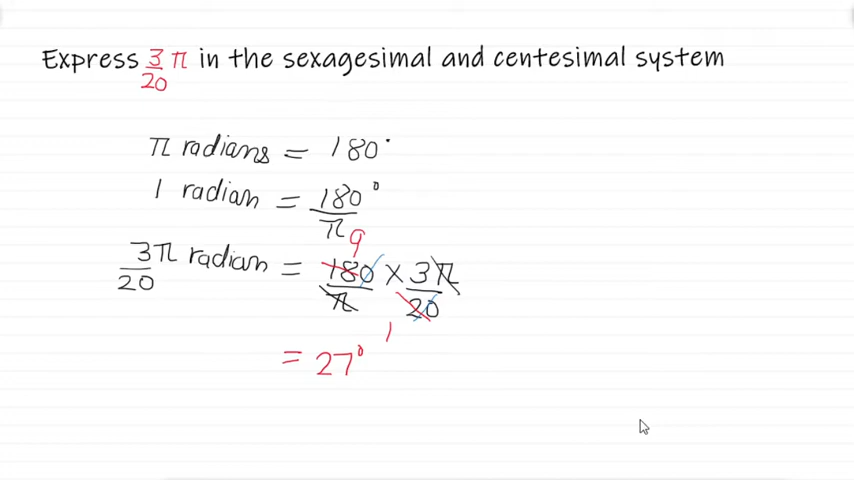 Express 3/20 π in the sexagesimal and centesimal system
π radians = 180°
1 radian = 180°/π
3π/20 radian = 180/π × 3π/20
9
1
= 27°